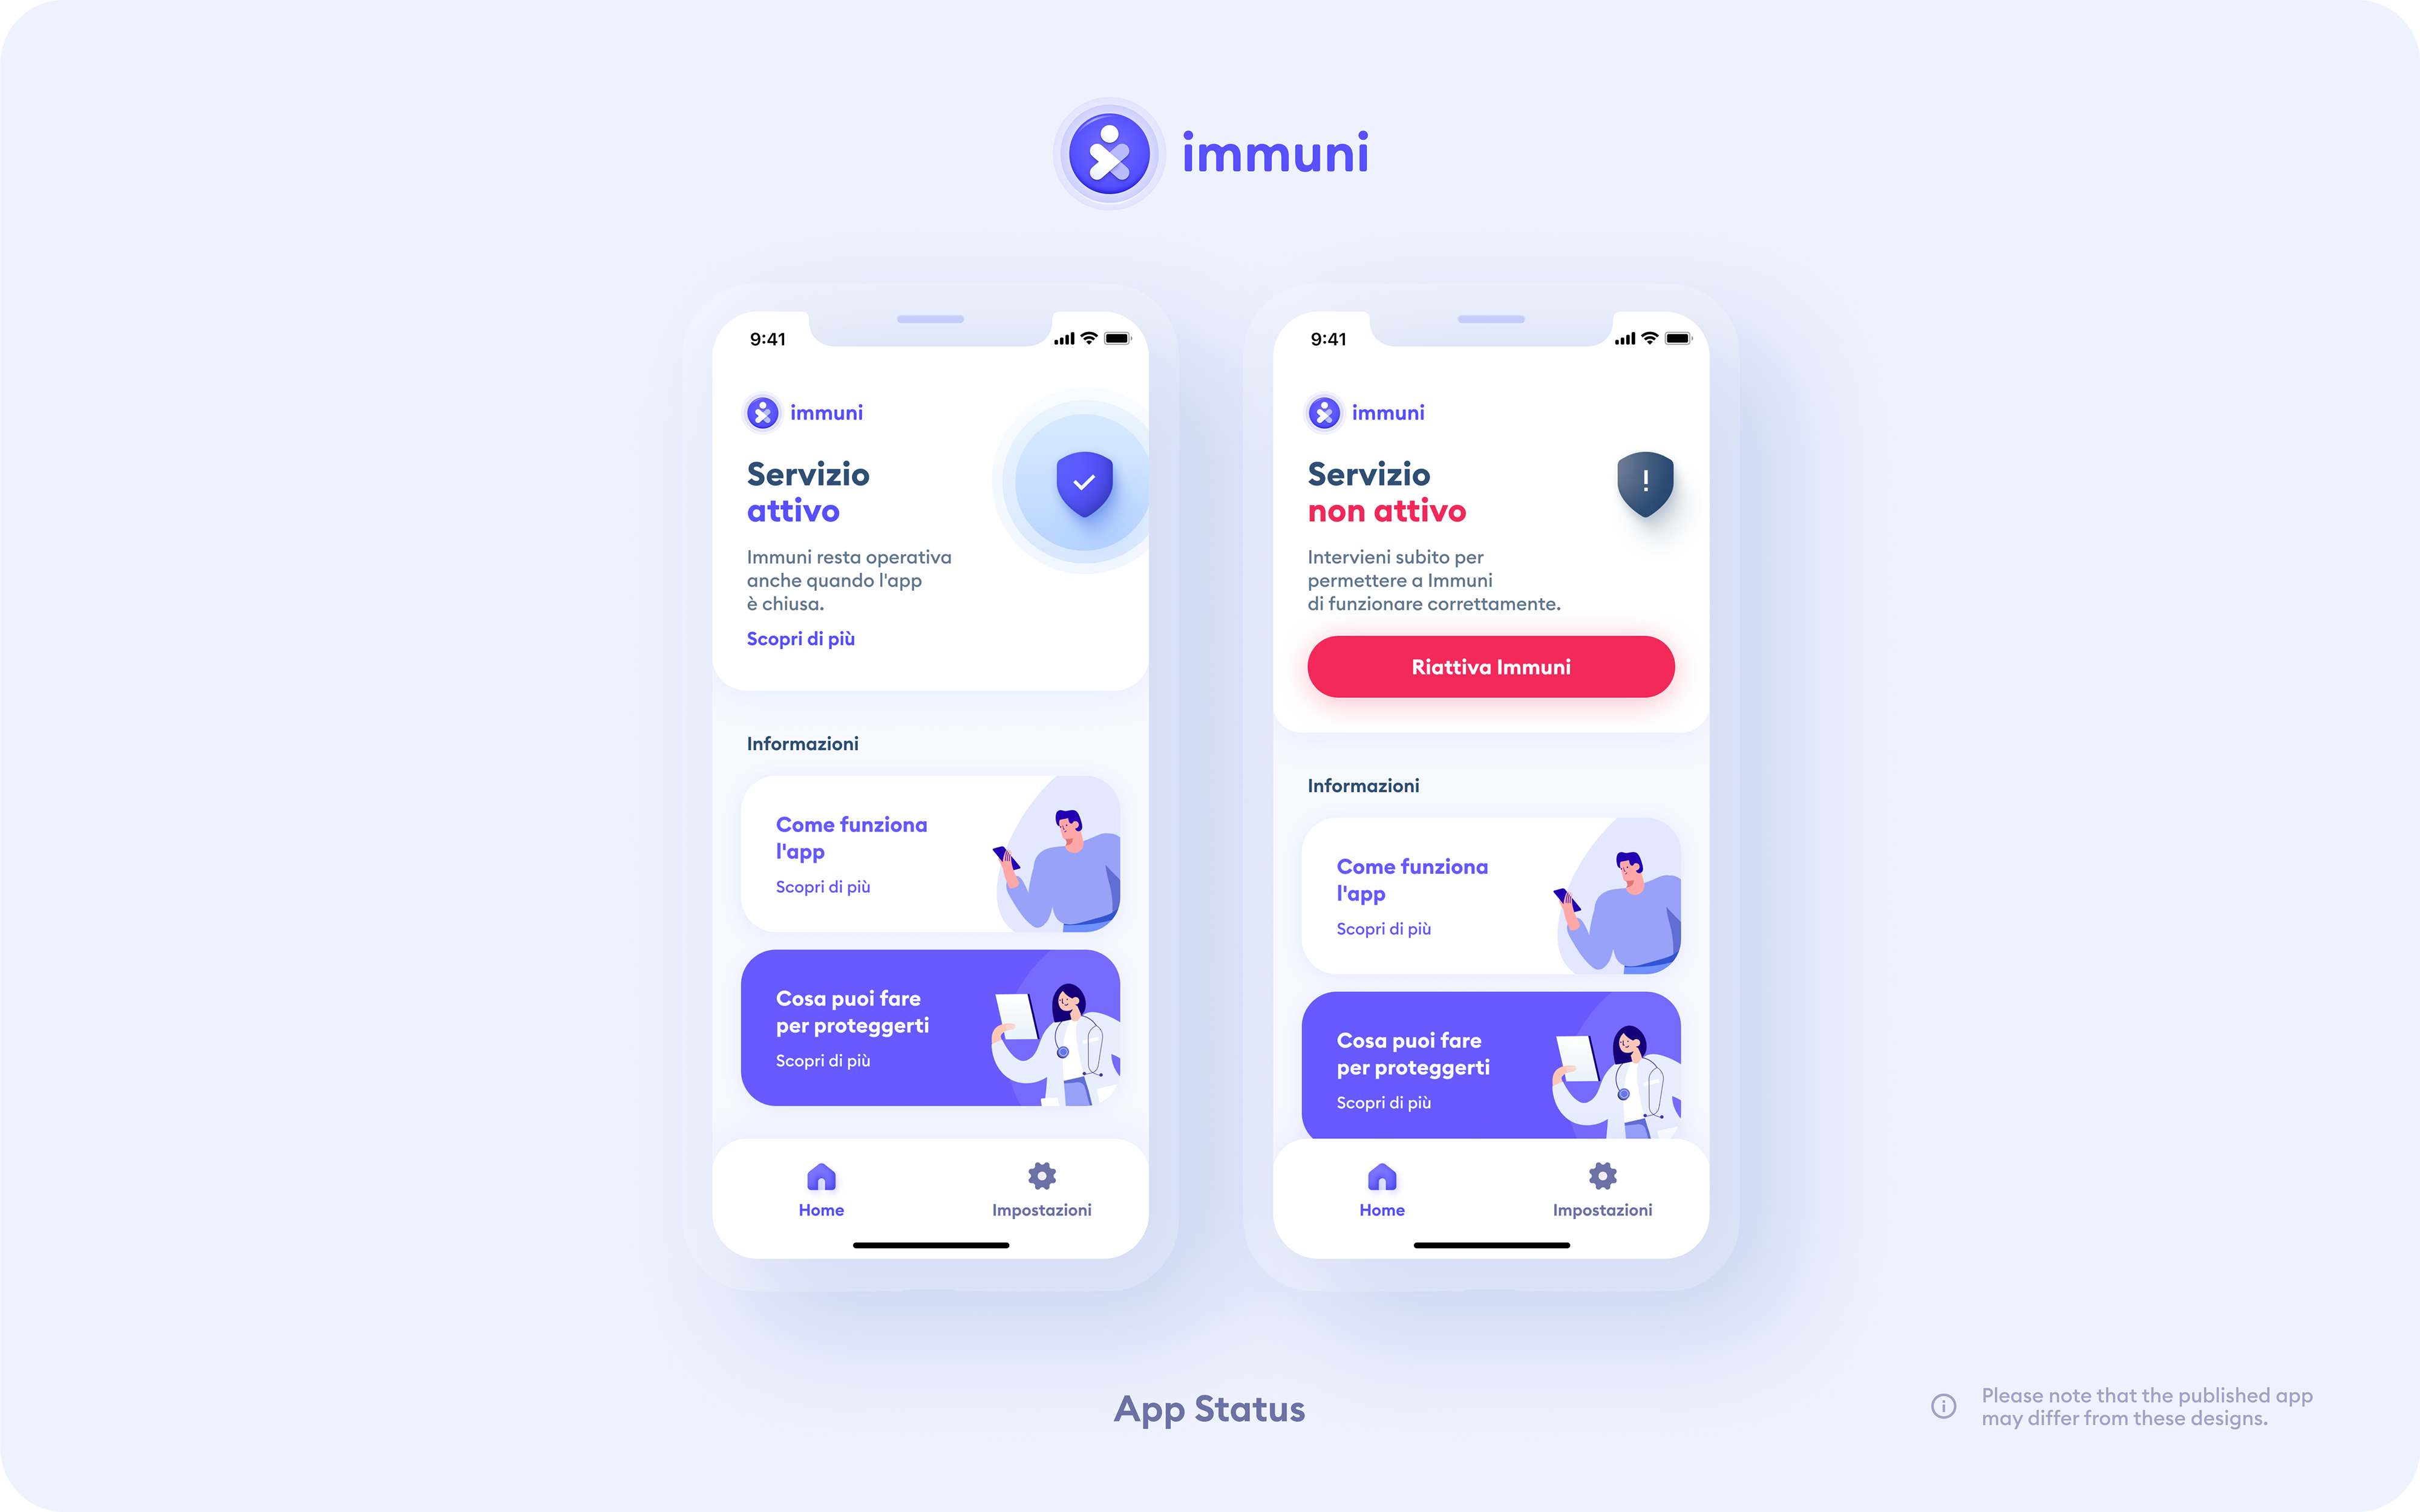 immuni
9:41
immuni
Servizio
attivo
Immuni resta operativa
anche quando l'app
è chiusa.
Scopri di più
Informazioni
Come funziona
l'app
Scopri di più
Cosa puoi fare
per proteggerti
Scopri di più
Home
Impostazioni
9:41
immuni
Servizio
non attivo
Intervieni subito per
permettere a Immuni
di funzionare correttamente.
Riattiva Immuni
Informazioni
Come funziona
l'app
Scopri di più
Cosa puoi fare
per proteggerti
Scopri di più
Home
Impostazioni
App Status
Please note that the published app
may differ from these designs.